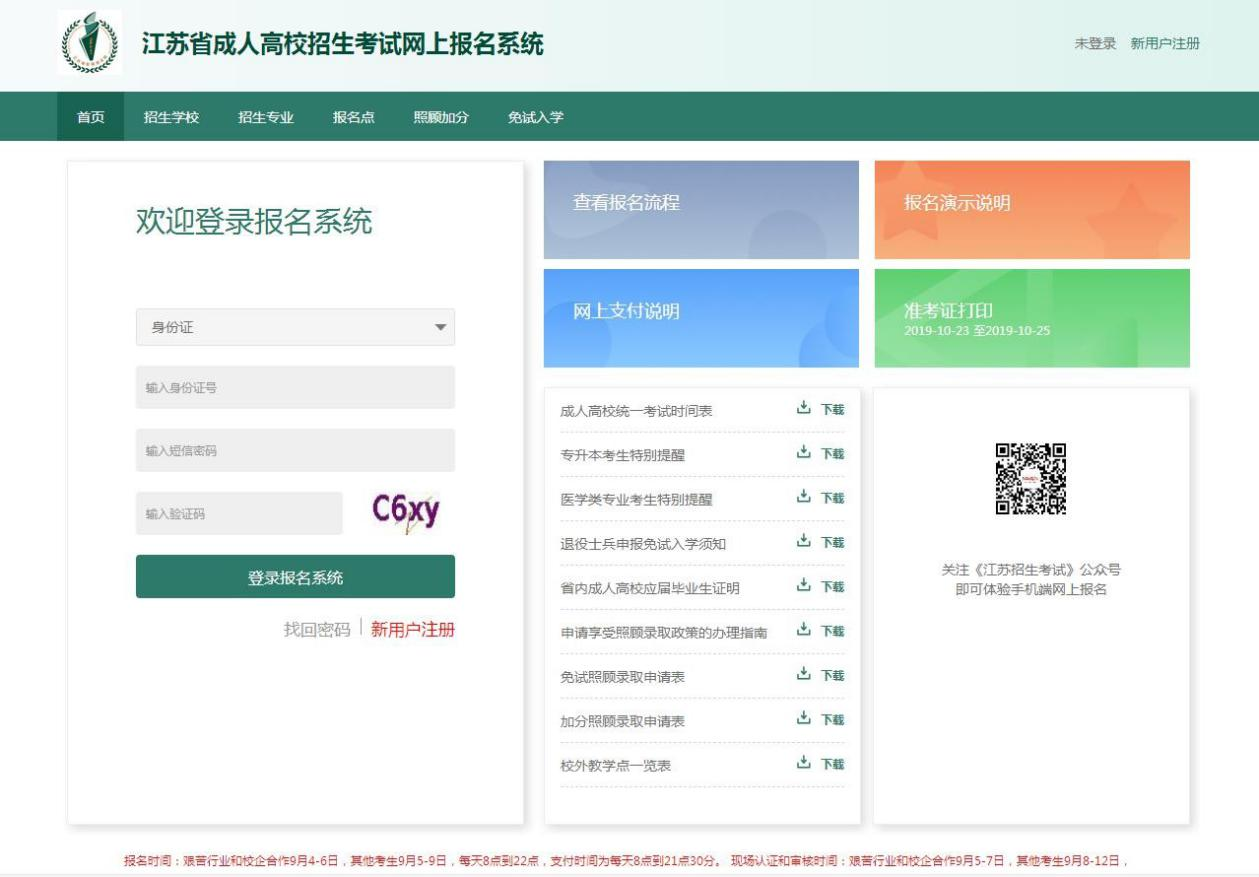 江苏省成人高校招生考试网上报名系统
未登录 新用户注册
首页 招生学校 招生专业 报名点 照顾加分 免试入学
欢迎登录报名系统
身份证
输入身份证号
输入短信密码
输入验证码
C6xy
登录报名系统
找回密码 新用户注册
查看报名流程
报名演示说明
网上支付说明
准考证打印
2019-10-23 至2019-10-25
成人高校统一考试时间表 下载
专升本考生特别提醒 下载
医学类专业考生特别提醒 下载
退役士兵申报免试入学须知 下载
省内成人高校应届毕业生证明 下载
申请享受照顾录取政策的办理指南 下载
免试照顾录取申请表 下载
加分照顾录取申请表 下载
校外教学点一览表 下载
关注《江苏招生考试》公众号
即可体验手机端网上报名
报名时间：艰苦行业和校企合作9月4-6日，其他考生9月5-9日，每天8点到22点，支付时间为每天8点到21点30分。 现场认证和审核时间：艰苦行业和校企合作9月5-7日，其他考生9月8-12日，